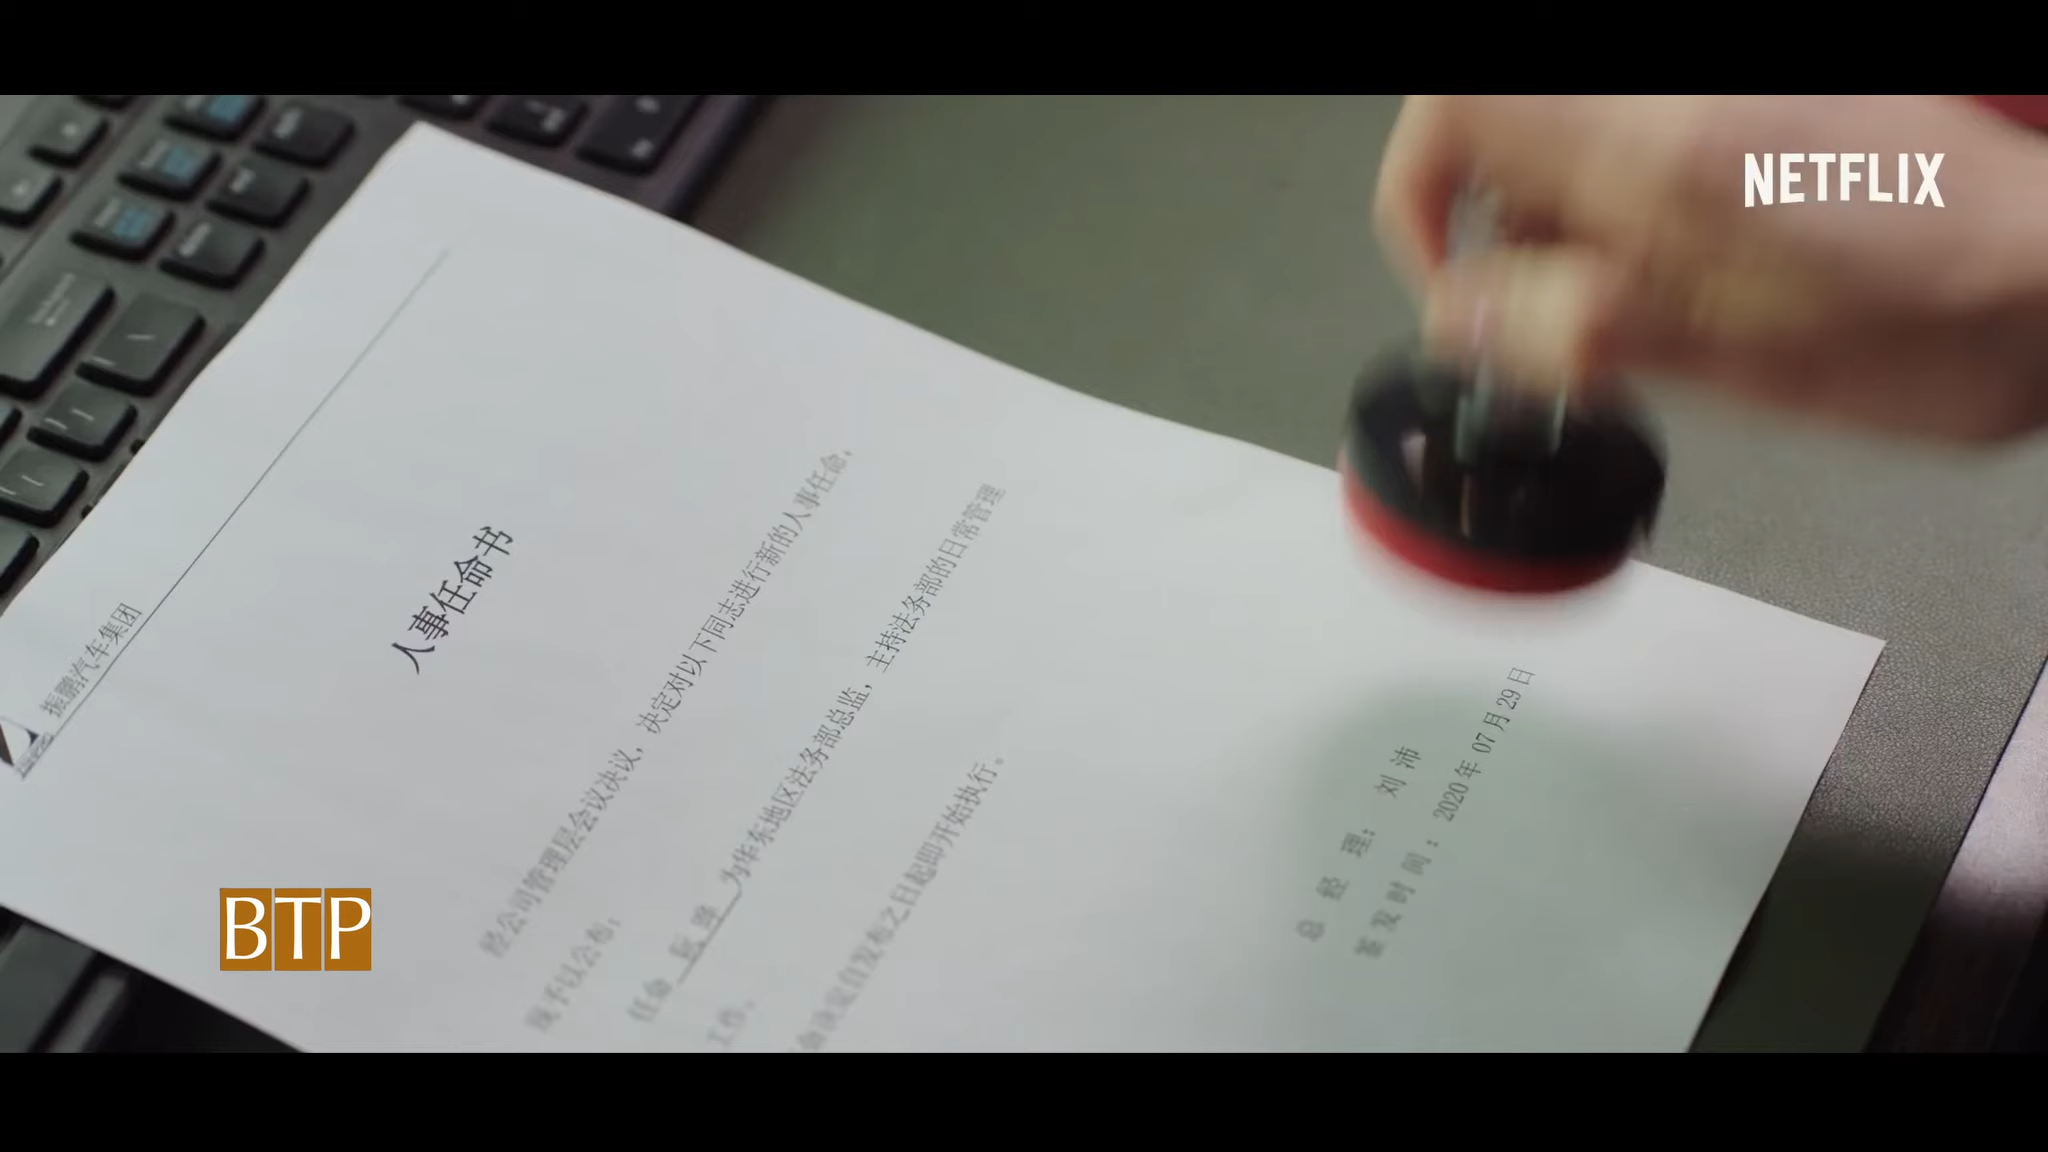 NETFLIX
振鹏汽车集团
人事任命书
经公司管理层会议决议，决定对以下同志进行新的人事任命，
现予以公布：
任命 为华东地区法务部总监，主持法务部的日常管理
工作。
命决定自发布之日起即开始执行。
总 经 理：刘 沛
签发时间：2020年07月29日
BTP